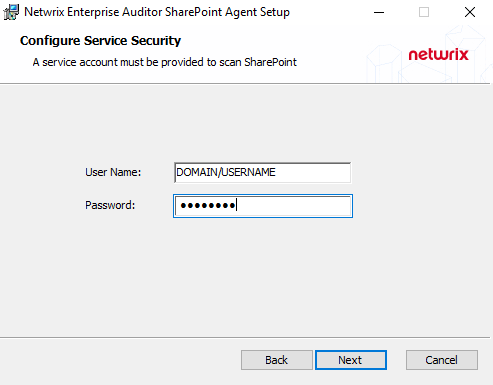 Netwrix Enterprise Auditor SharePoint Agent Setup
Configure Service Security
A service account must be provided to scan SharePoint
netwrix
User Name: DOMAIN/USERNAME
Password: ●●●●●●●●
Back Next Cancel